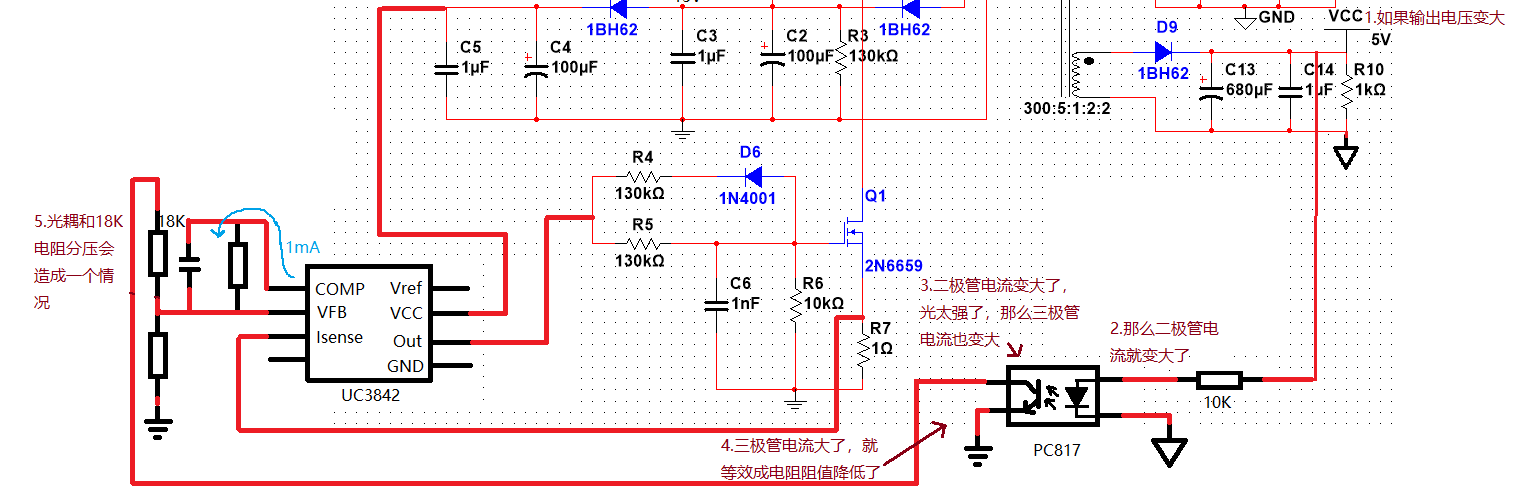 1BH62
1BH62
GND
VCC
1.如果输出电压变大
5V
C5
1µF
C4
100µF
C3
1µF
C2
100µF
R3
130kΩ
D9
1BH62
C13
680µF
C14
1uF
R10
1kΩ
300:5:1:2:2
R4
130kΩ
D6
1N4001
Q1
2N6659
R5
130kΩ
C6
1nF
R6
10kΩ
R7
1Ω
5.光耦和18K
电阻分压会
造成一个情
况
18K
1mA
COMP
VFB
Isense
Vref
VCC
Out
GND
UC3842
3.二极管电流变大了，
光太强了，那么三极管
电流也变大
2.那么二极管电
流就变大了
10K
PC817
4.三极管电流大了，就
等效成电阻阻值降低了